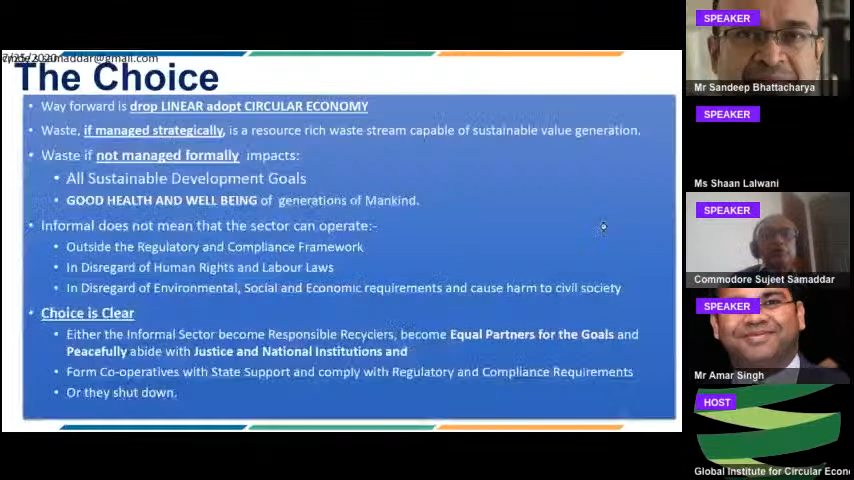 7/25/2020
samaddar@gmail.com
The Choice
• Way forward is drop LINEAR adopt CIRCULAR ECONOMY
• Waste, if managed strategically, is a resource rich waste stream capable of sustainable value generation.
• Waste if not managed formally impacts:
• All Sustainable Development Goals
• GOOD HEALTH AND WELL BEING of generations of Mankind.
• Informal does not mean that the sector can operate:-
• Outside the Regulatory and Compliance Framework
• In Disregard of Human Rights and Labour Laws
• In Disregard of Environmental, Social and Economic requirements and cause harm to civil society
• Choice is Clear
• Either the Informal Sector become Responsible Recyclers, become Equal Partners for the Goals and
Peacefully abide with Justice and National Institutions and
• Form Co-operatives with State Support and comply with Regulatory and Compliance Requirements
• Or they shut down.
SPEAKER
Mr Sandeep Bhattacharya
SPEAKER
Ms Shaan Lalwani
SPEAKER
Commodore Sujeet Samaddar
SPEAKER
Mr Amar Singh
HOST
Global Institute for Circular Econ